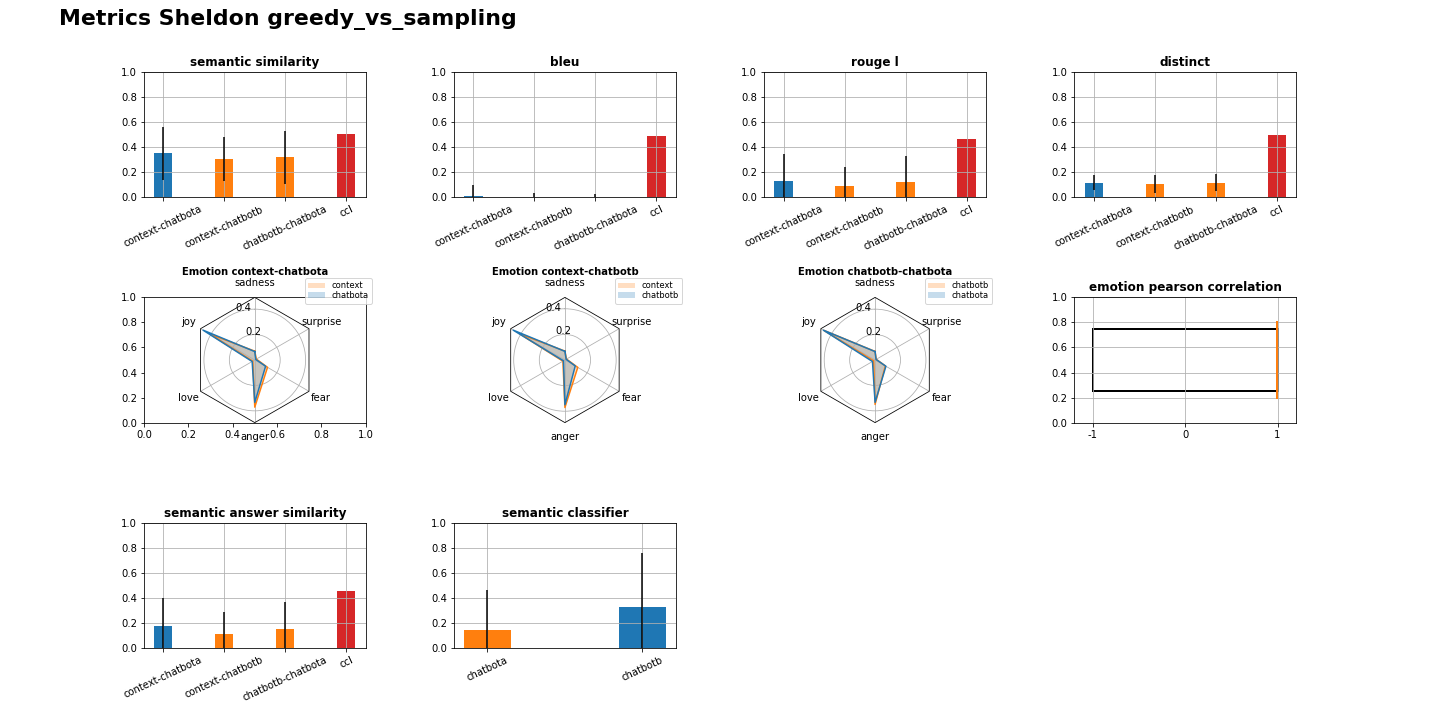 Metrics Sheldon greedy_vs_sampling
semantic similarity
1.0
0.8
0.6
0.4
0.2
0.0
context-chatbota
context-chatbotb
chatbotb-chatbota
ccl
bleu
1.0
0.8
0.6
0.4
0.2
0.0
context-chatbota
context-chatbotb
chatbotb-chatbota
ccl
rouge l
1.0
0.8
0.6
0.4
0.2
0.0
context-chatbota
context-chatbotb
chatbotb-chatbota
ccl
distinct
1.0
0.8
0.6
0.4
0.2
0.0
context-chatbota
context-chatbotb
chatbotb-chatbota
ccl
Emotion context-chatbota
sadness
context
chatbota
1.0
0.8
0.6
0.4
0.2
0.0
0.4
0.2
joy
surprise
love
fear
anger
0.0
0.2
0.4
0.6
0.8
1.0
Emotion context-chatbotb
sadness
context
chatbotb
0.4
0.2
joy
surprise
love
fear
anger
Emotion chatbotb-chatbota
sadness
chatbotb
chatbota
0.4
0.2
joy
surprise
love
fear
anger
emotion pearson correlation
1.0
0.8
0.6
0.4
0.2
0.0
-1
0
1
semantic answer similarity
1.0
0.8
0.6
0.4
0.2
0.0
context-chatbota
context-chatbotb
chatbotb-chatbota
ccl
semantic classifier
1.0
0.8
0.6
0.4
0.2
0.0
chatbota
chatbotb